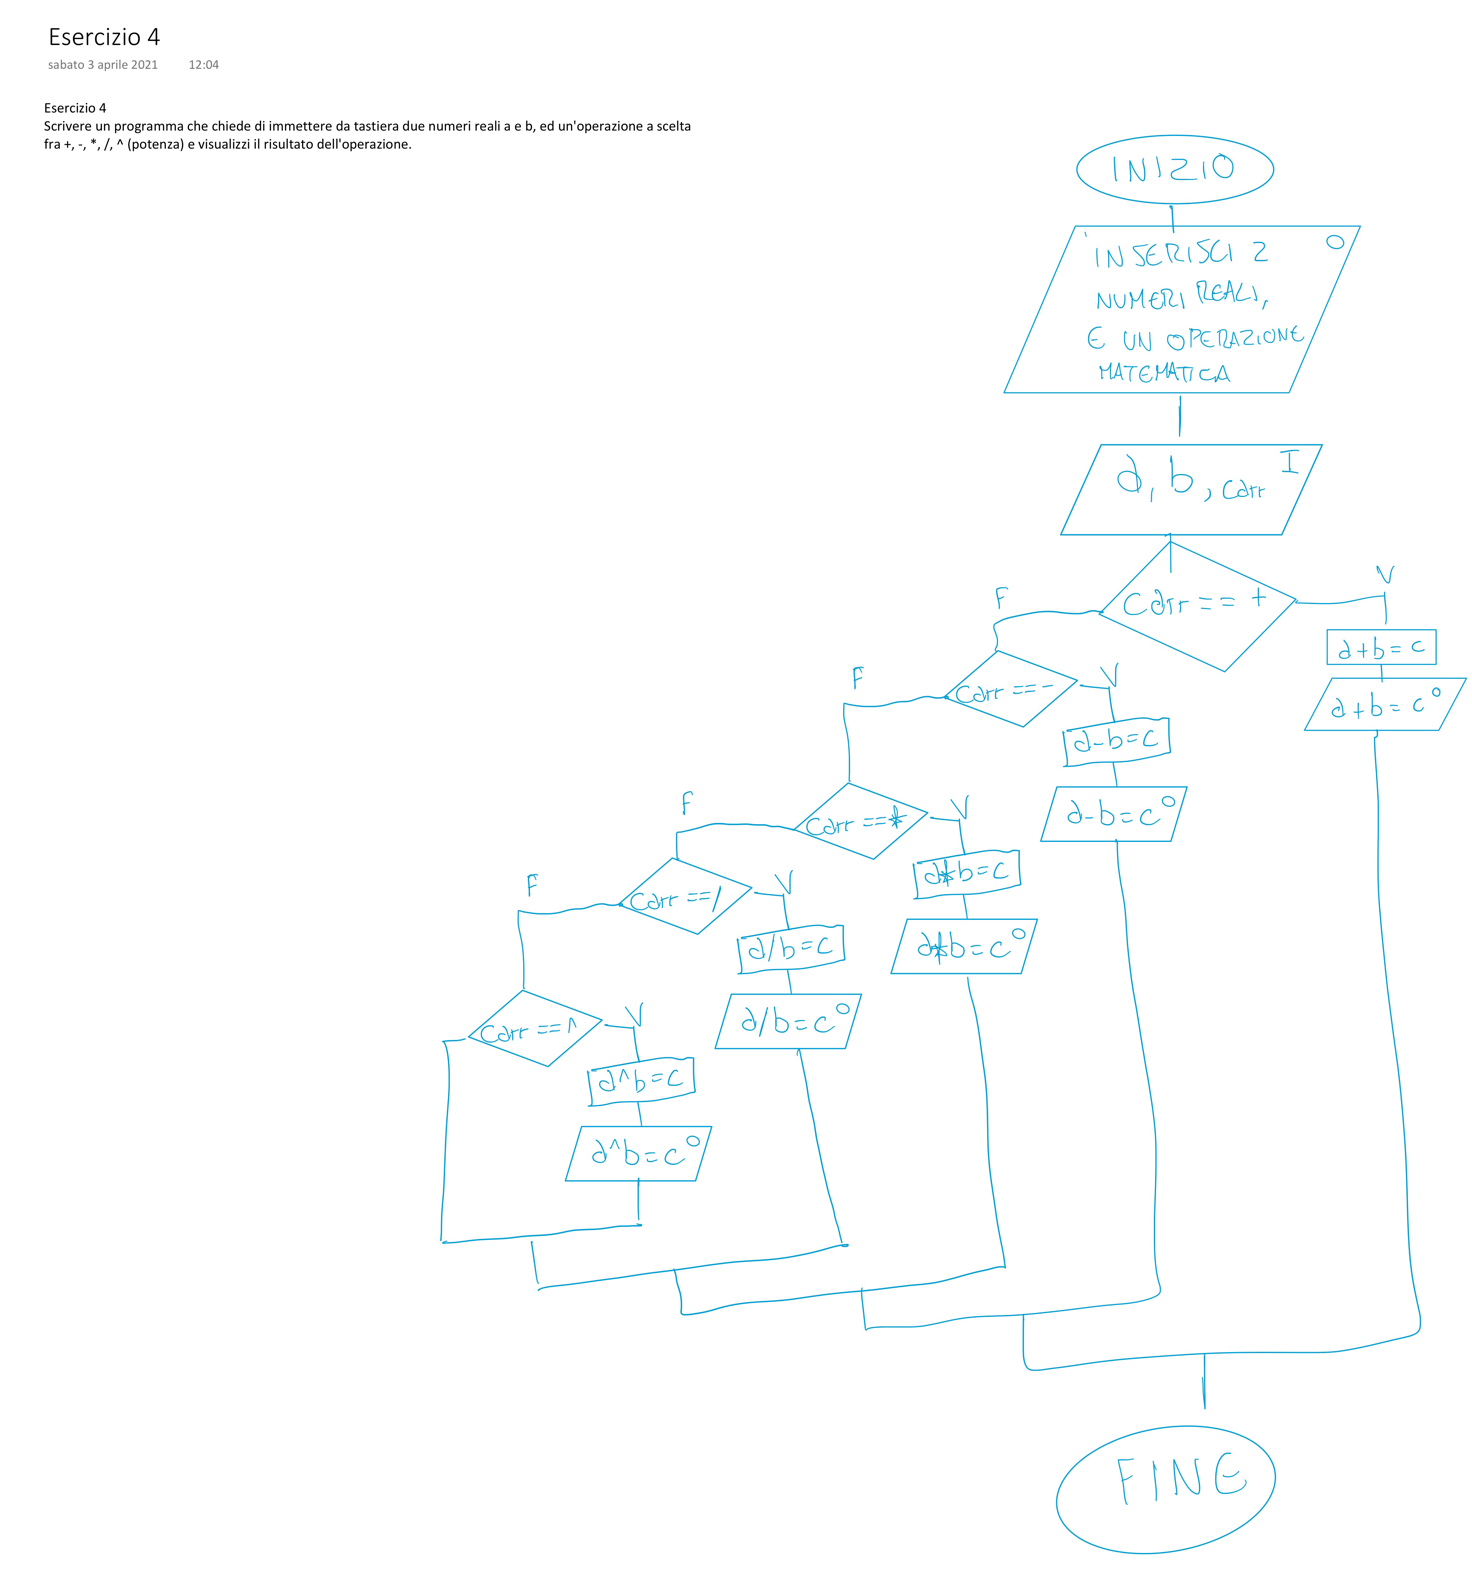 Esercizio 4
sabato 3 aprile 2021 12:04
Esercizio 4
Scrivere un programma che chiede di immettere da tastiera due numeri reali a e b, ed un'operazione a scelta
fra +, -, *, /, ^ (potenza) e visualizzi il risultato dell'operazione.
INIZIO
INSERISCI 2 O
NUMERI REALI,
E UN OPERAZIONE
MATEMATICA
a, b, carr I
carr == +
V
F
a+b=c
a+b=c O
carr == -
V
F
a-b=c
a-b=c O
carr == *
V
F
a*b=c
a*b=c O
carr == /
V
F
a/b=c
a/b=c O
carr == ^
V
a^b=c
a^b=c O
FINE